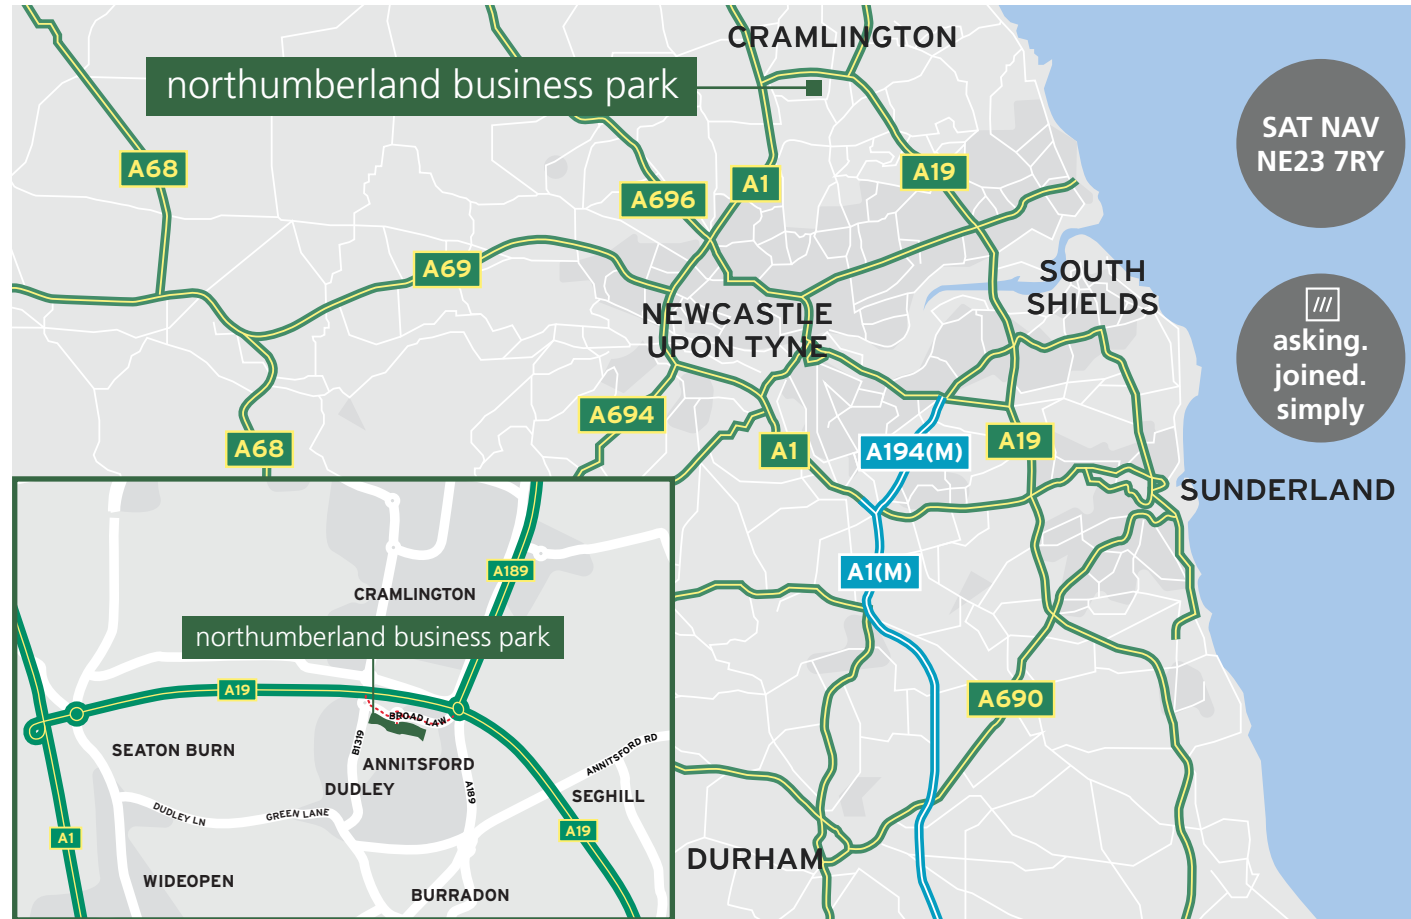 CRAMLINGTON
northumberland business park
SAT NAV
NE23 7RY
A68
A696
A1
A19
A69
SOUTH
SHIELDS
NEWCASTLE
UPON TYNE
///
asking.
joined.
simply
A694
A68
A1
A194(M)
A19
SUNDERLAND
A1(M)
A690
DURHAM
A189
CRAMLINGTON
northumberland business park
A19
BROAD LAW
B1319
SEATON BURN
ANNITSFORD
ANNITSFORD RD
DUDLEY
A189
SEGHILL
DUDLEY LN
GREEN LANE
A1
A19
WIDEOPEN
BURRADON